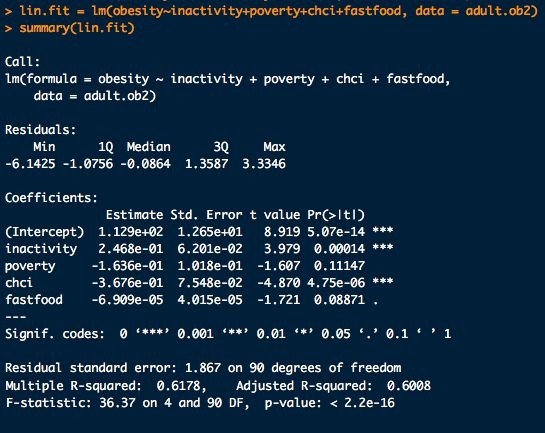 > lin.fit = lm(obesity~inactivity+poverty+chci+fastfood, data = adult.ob2)
> summary(lin.fit)
Call:
lm(formula = obesity ~ inactivity + poverty + chci + fastfood,
    data = adult.ob2)
Residuals:
    Min      1Q  Median      3Q     Max
-6.1425 -1.0756 -0.0864  1.3587  3.3346
Coefficients:
              Estimate Std. Error t value Pr(>|t|)
(Intercept)  1.129e+02  1.265e+01   8.919 5.07e-14 ***
inactivity   2.468e-01  6.201e-02   3.979  0.00014 ***
poverty     -1.636e-01  1.018e-01  -1.607  0.11147
chci        -3.676e-01  7.548e-02  -4.870 4.75e-06 ***
fastfood    -6.909e-05  4.015e-05  -1.721  0.08871 .
---
Signif. codes:  0 ‘***’ 0.001 ‘**’ 0.01 ‘*’ 0.05 ‘.’ 0.1 ‘ ’ 1
Residual standard error: 1.867 on 90 degrees of freedom
Multiple R-squared:  0.6178,    Adjusted R-squared:  0.6008
F-statistic: 36.37 on 4 and 90 DF,  p-value: < 2.2e-16